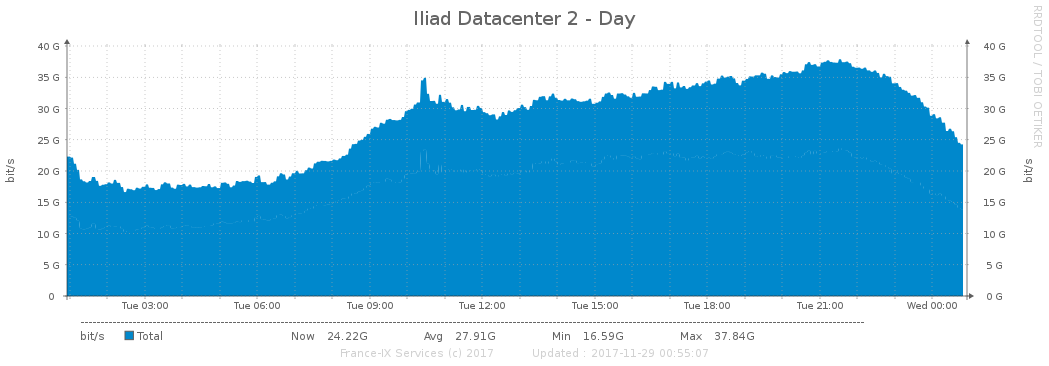 Iliad Datacenter 2 - Day
RRDTOOL / TOBI OETIKER
40 G 40 G
35 G 35 G
30 G 30 G
25 G 25 G
20 G 20 G
15 G 15 G
10 G 10 G
5 G 5 G
0 0 G
bit/s bit/s
Tue 03:00 Tue 06:00 Tue 09:00 Tue 12:00 Tue 15:00 Tue 18:00 Tue 21:00 Wed 00:00
bit/s Total Now 24.22G Avg 27.91G Min 16.59G Max 37.84G
France-IX Services (c) 2017 Updated : 2017-11-29 00:55:07